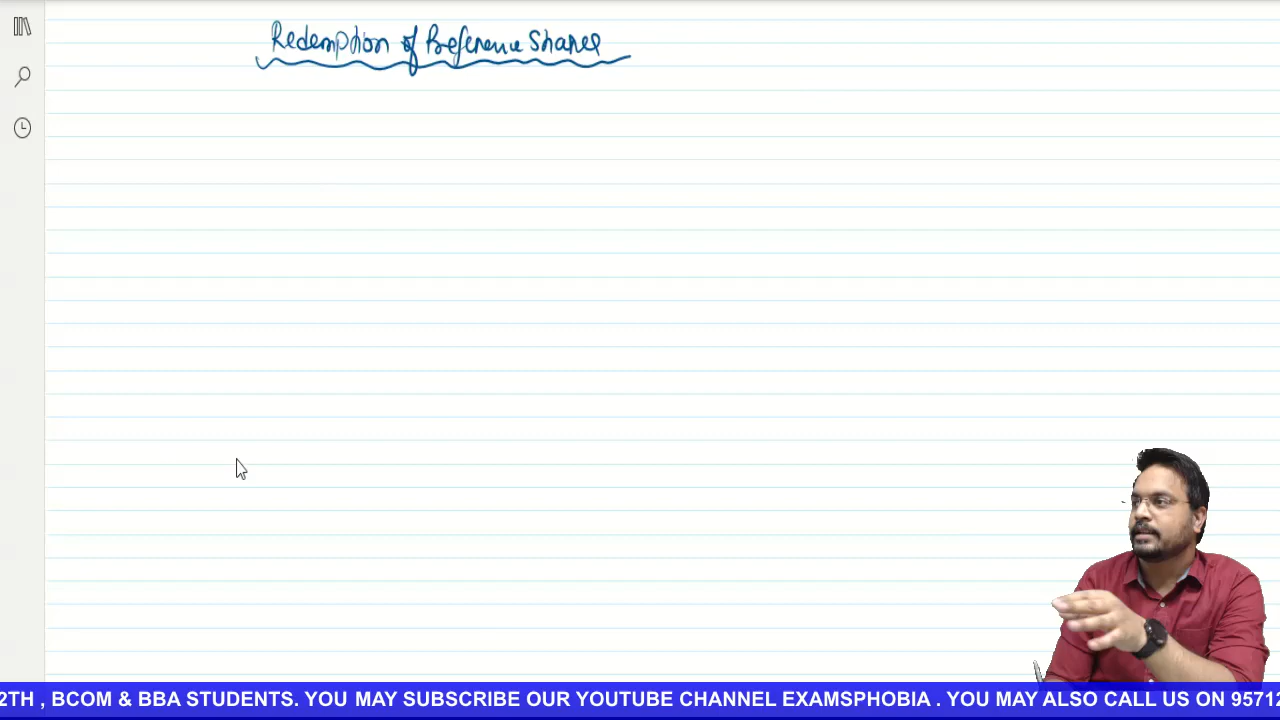 Redemption of Preference Shares
2TH , BCOM & BBA STUDENTS. YOU MAY SUBSCRIBE OUR YOUTUBE CHANNEL EXAMSPHOBIA . YOU MAY ALSO CALL US ON 95712